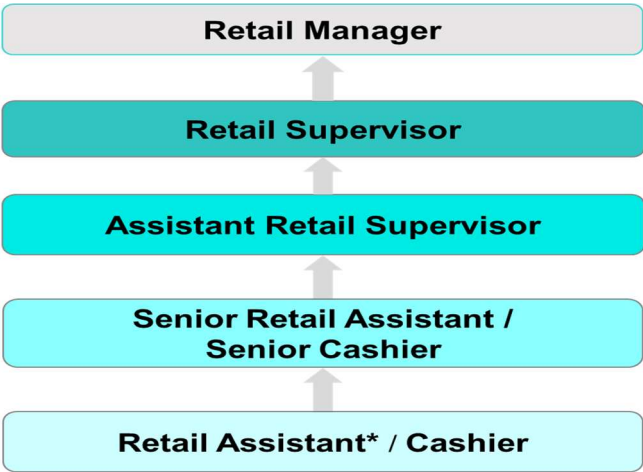 Retail Manager
Retail Supervisor
Assistant Retail Supervisor
Senior Retail Assistant /
Senior Cashier
Retail Assistant* / Cashier